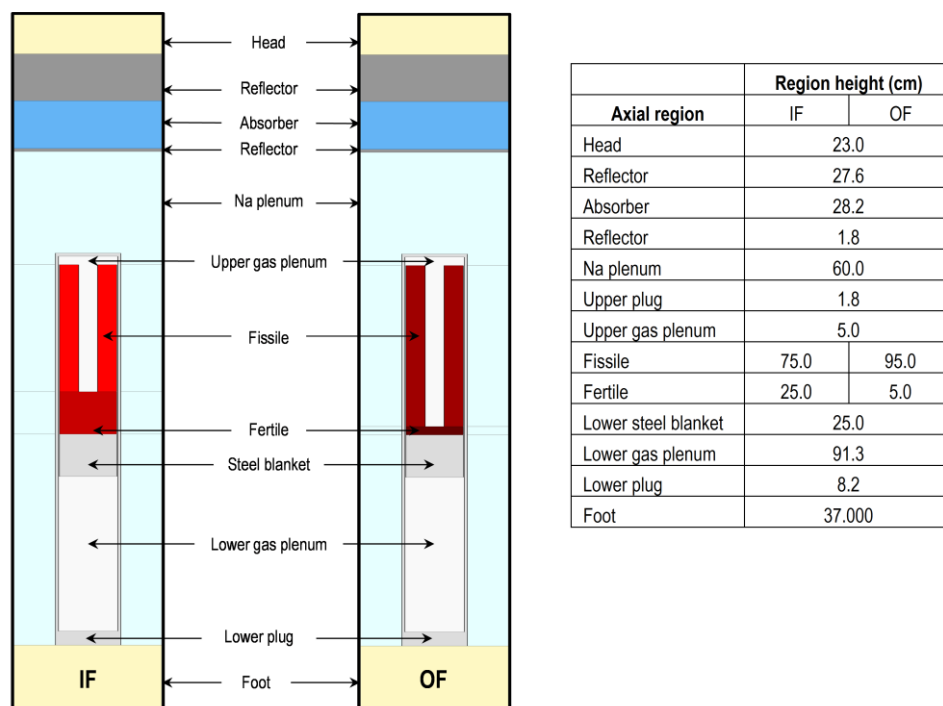 Head
Reflector
Absorber
Reflector
Na plenum
Upper gas plenum
Fissile
Fertile
Steel blanket
Lower gas plenum
Lower plug
IF Foot OF
Region height (cm)
Axial region IF OF
Head 23.0
Reflector 27.6
Absorber 28.2
Reflector 1.8
Na plenum 60.0
Upper plug 1.8
Upper gas plenum 5.0
Fissile 75.0 95.0
Fertile 25.0 5.0
Lower steel blanket 25.0
Lower gas plenum 91.3
Lower plug 8.2
Foot 37.000